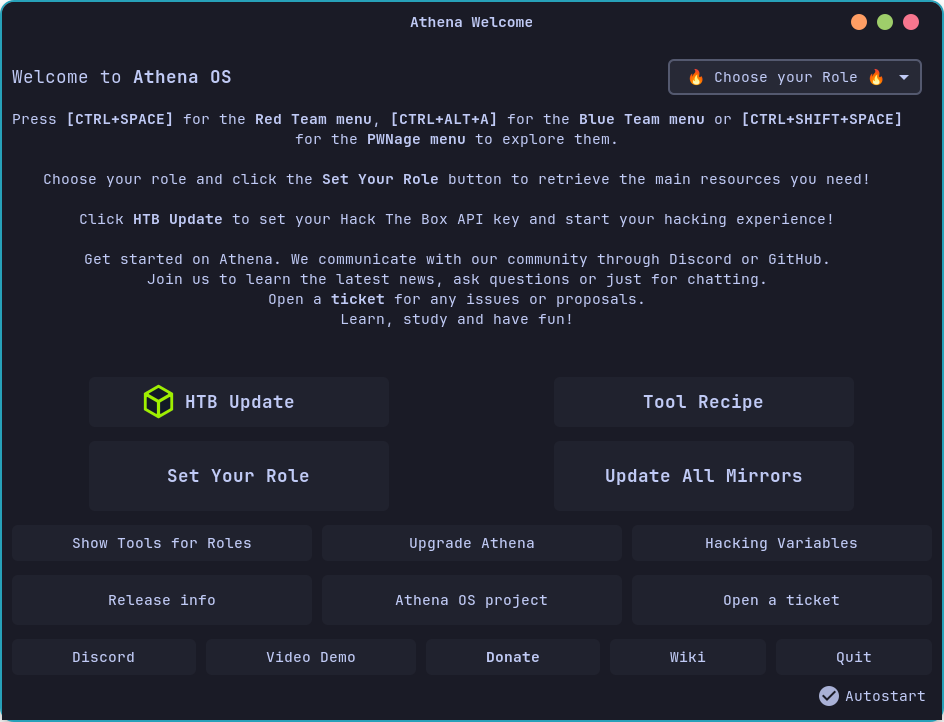 Athena Welcome
Welcome to Athena OS
🔥 Choose your Role 🔥
Press [CTRL+SPACE] for the Red Team menu, [CTRL+ALT+A] for the Blue Team menu or [CTRL+SHIFT+SPACE]
for the PWNage menu to explore them.
Choose your role and click the Set Your Role button to retrieve the main resources you need!
Click HTB Update to set your Hack The Box API key and start your hacking experience!
Get started on Athena. We communicate with our community through Discord or GitHub.
Join us to learn the latest news, ask questions or just for chatting.
Open a ticket for any issues or proposals.
Learn, study and have fun!
HTB Update
Tool Recipe
Set Your Role
Update All Mirrors
Show Tools for Roles
Upgrade Athena
Hacking Variables
Release info
Athena OS project
Open a ticket
Discord
Video Demo
Donate
Wiki
Quit
Autostart